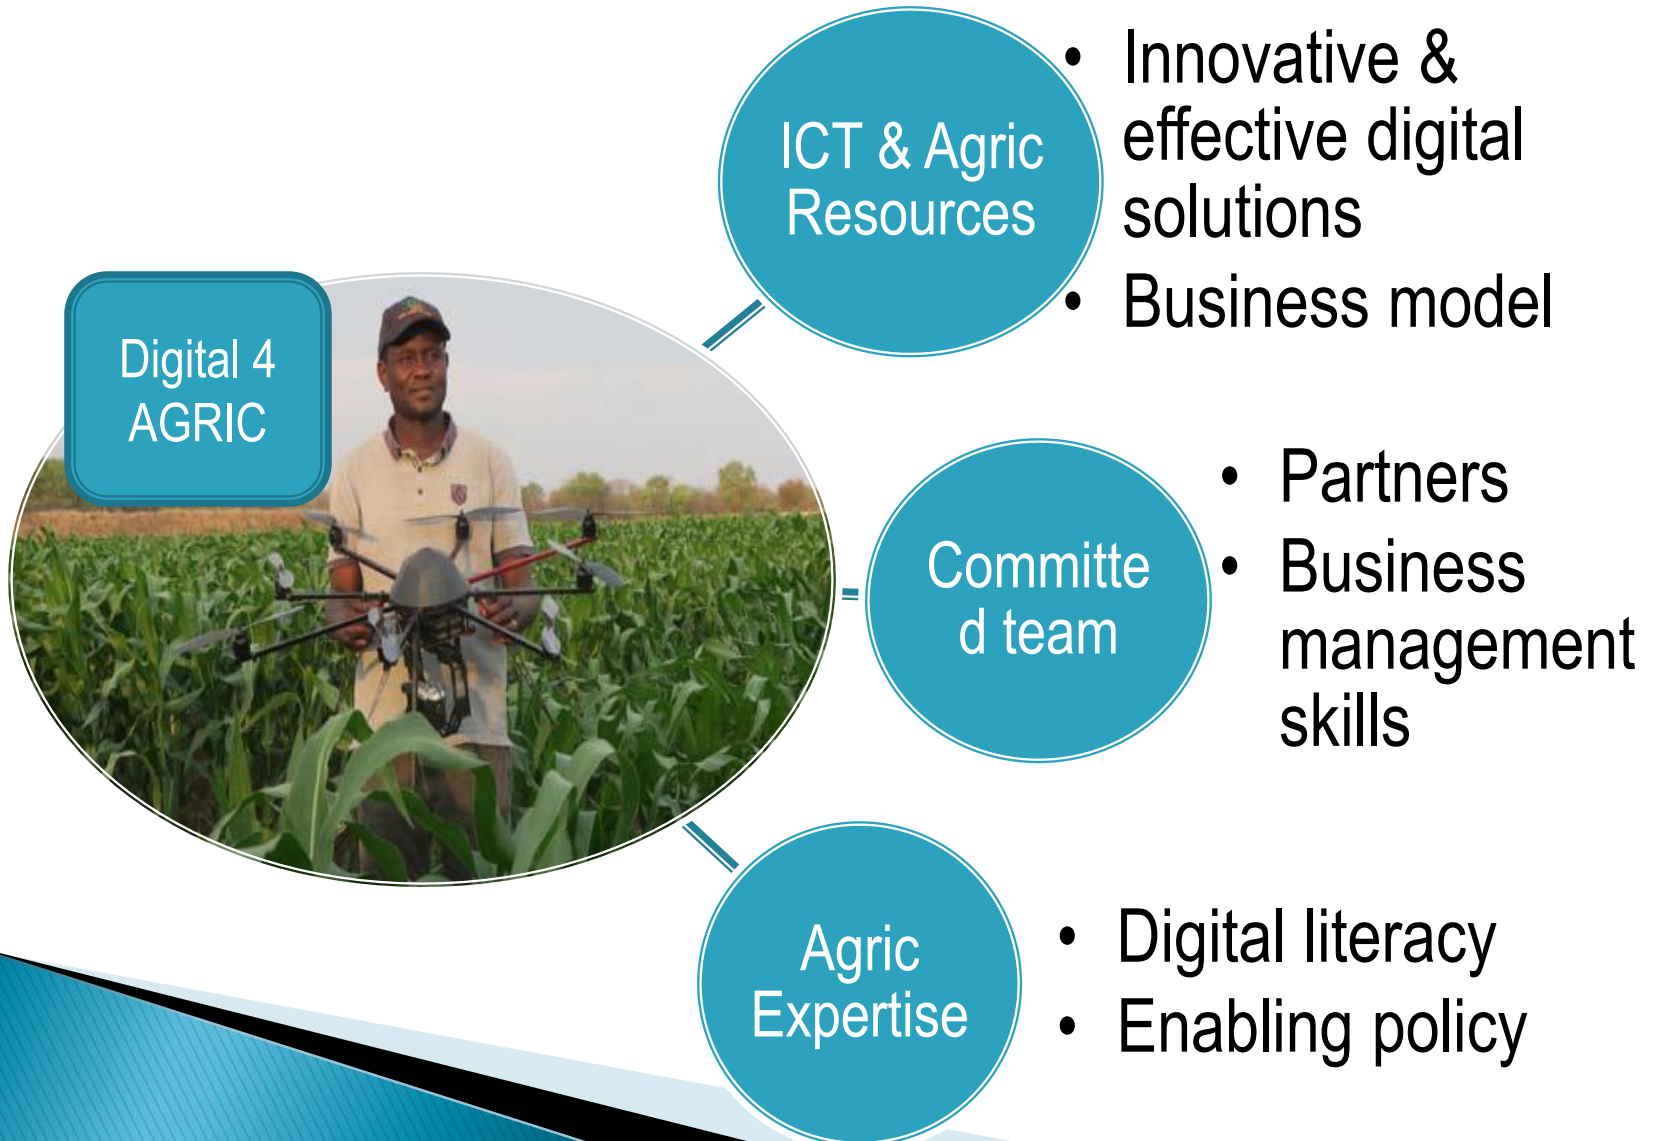 Digital 4
AGRIC
ICT & Agric
Resources
• Innovative &
effective digital
solutions
• Business model
Committe
d team
• Partners
• Business
management
skills
Agric
Expertise
• Digital literacy
• Enabling policy